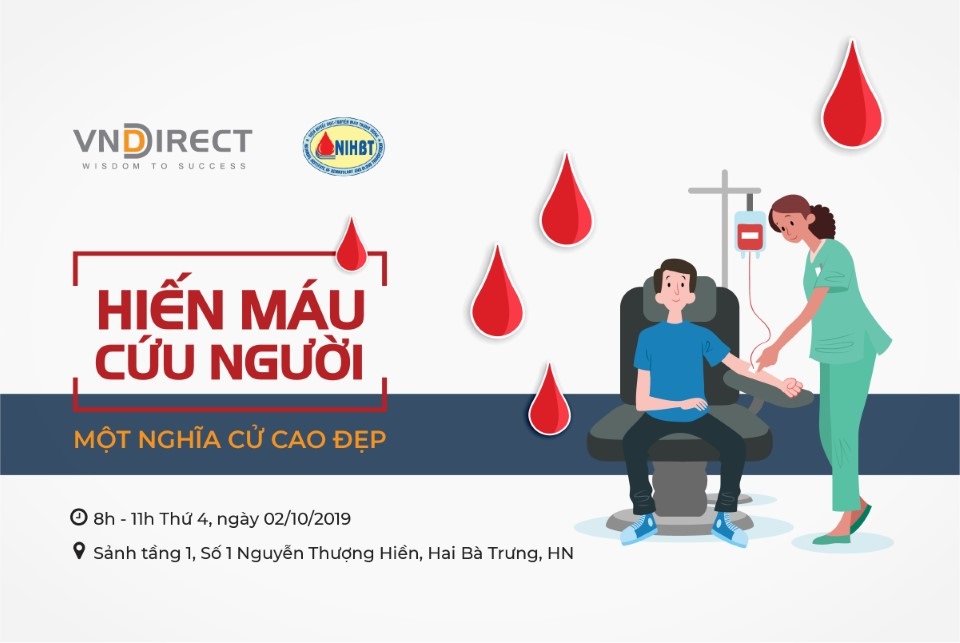 VNDIRECT
WISDOM TO SUCCESS
NIHBT
HIẾN MÁU
CỨU NGƯỜI
MỘT NGHĨA CỬ CAO ĐẸP
8h - 11h Thứ 4, ngày 02/10/2019
Sảnh tầng 1, Số 1 Nguyễn Thượng Hiền, Hai Bà Trưng, HN